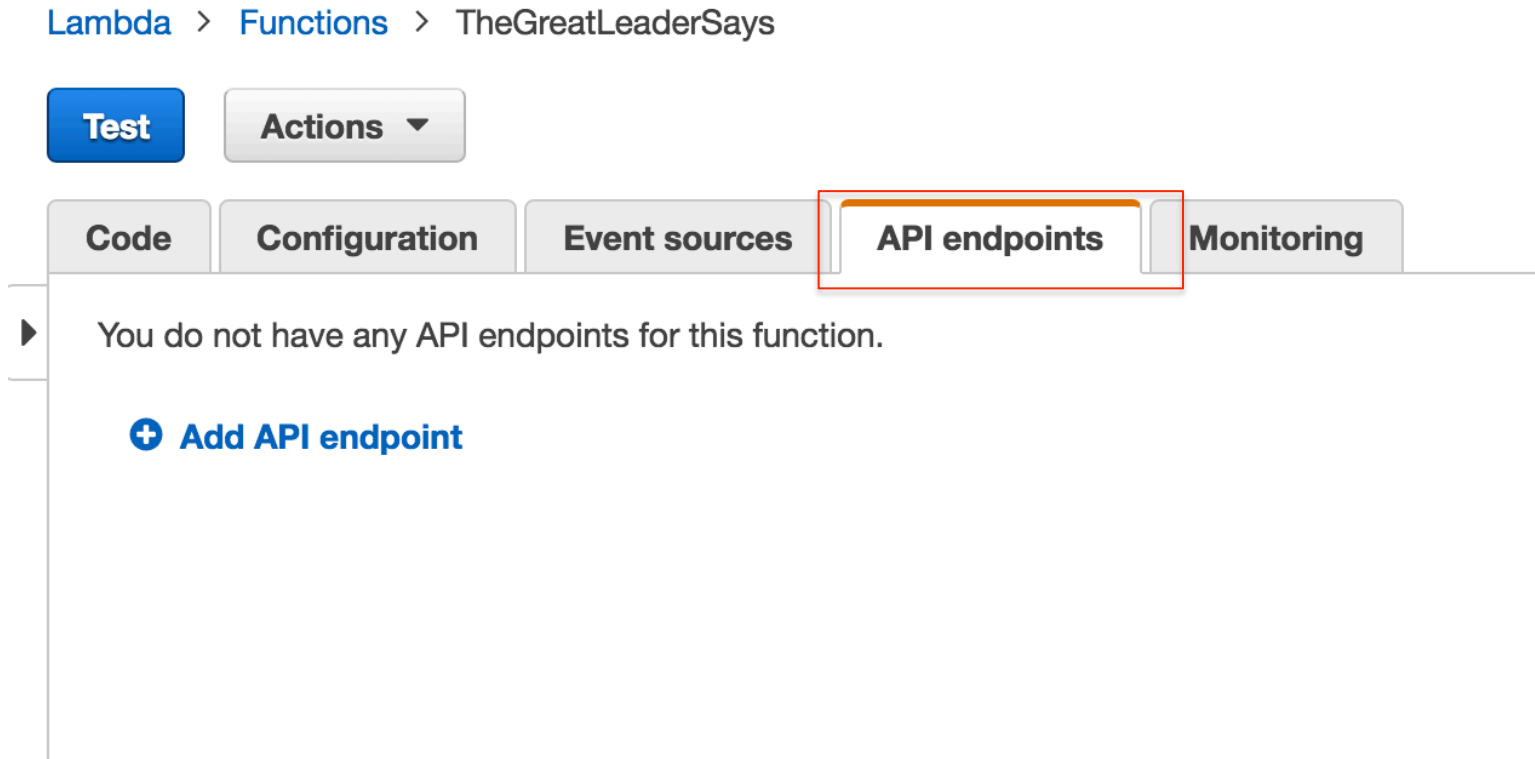 Lambda > Functions > TheGreatLeaderSays
Test Actions
Code Configuration Event sources API endpoints Monitoring
You do not have any API endpoints for this function.
Add API endpoint